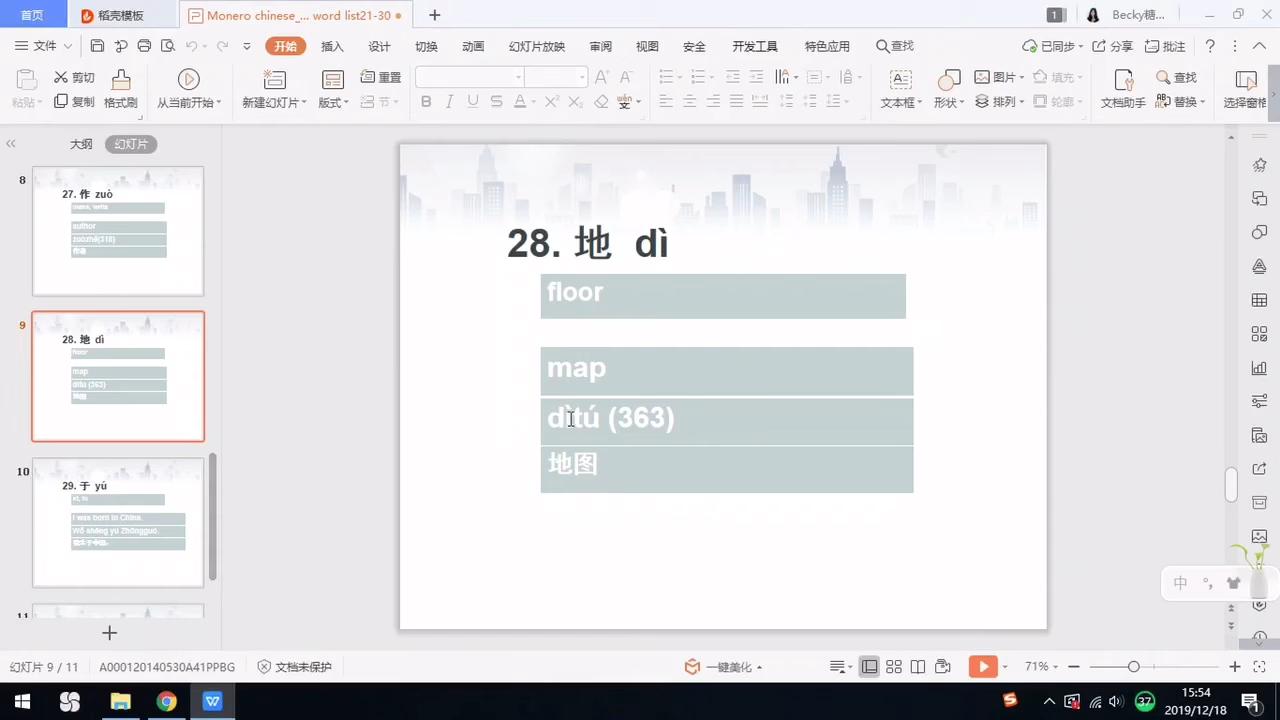 首页
稻壳模板
Monero chinese_... word list21-30
+
1
Becky糖...
文件
开始
插入
设计
切换
动画
幻灯片放映
审阅
视图
安全
开发工具
特色应用
查找
已同步
分享
批注
粘贴
剪切
复制
格式刷
从当前开始
新建幻灯片
版式
重置
节
B I U S A X² X₂
文本框
形状
图片
排列
填充
轮廓
文档助手
查找
替换
选择窗格
大纲
幻灯片
8
27. 作 zuò
author
zuòzhě(318)
作者
9
28. 地 dì
floor
map
dìtú (363)
地图
10
29. 于 yú
I was born in China.
Wǒ shēng yú Zhōngguó.
11
28. 地 dì
floor
map
dìtú (363)
地图
中
幻灯片 9 / 11
A000120140530A41PPBG
文档未保护
一键美化
71%
37
15:54
2019/12/18
1